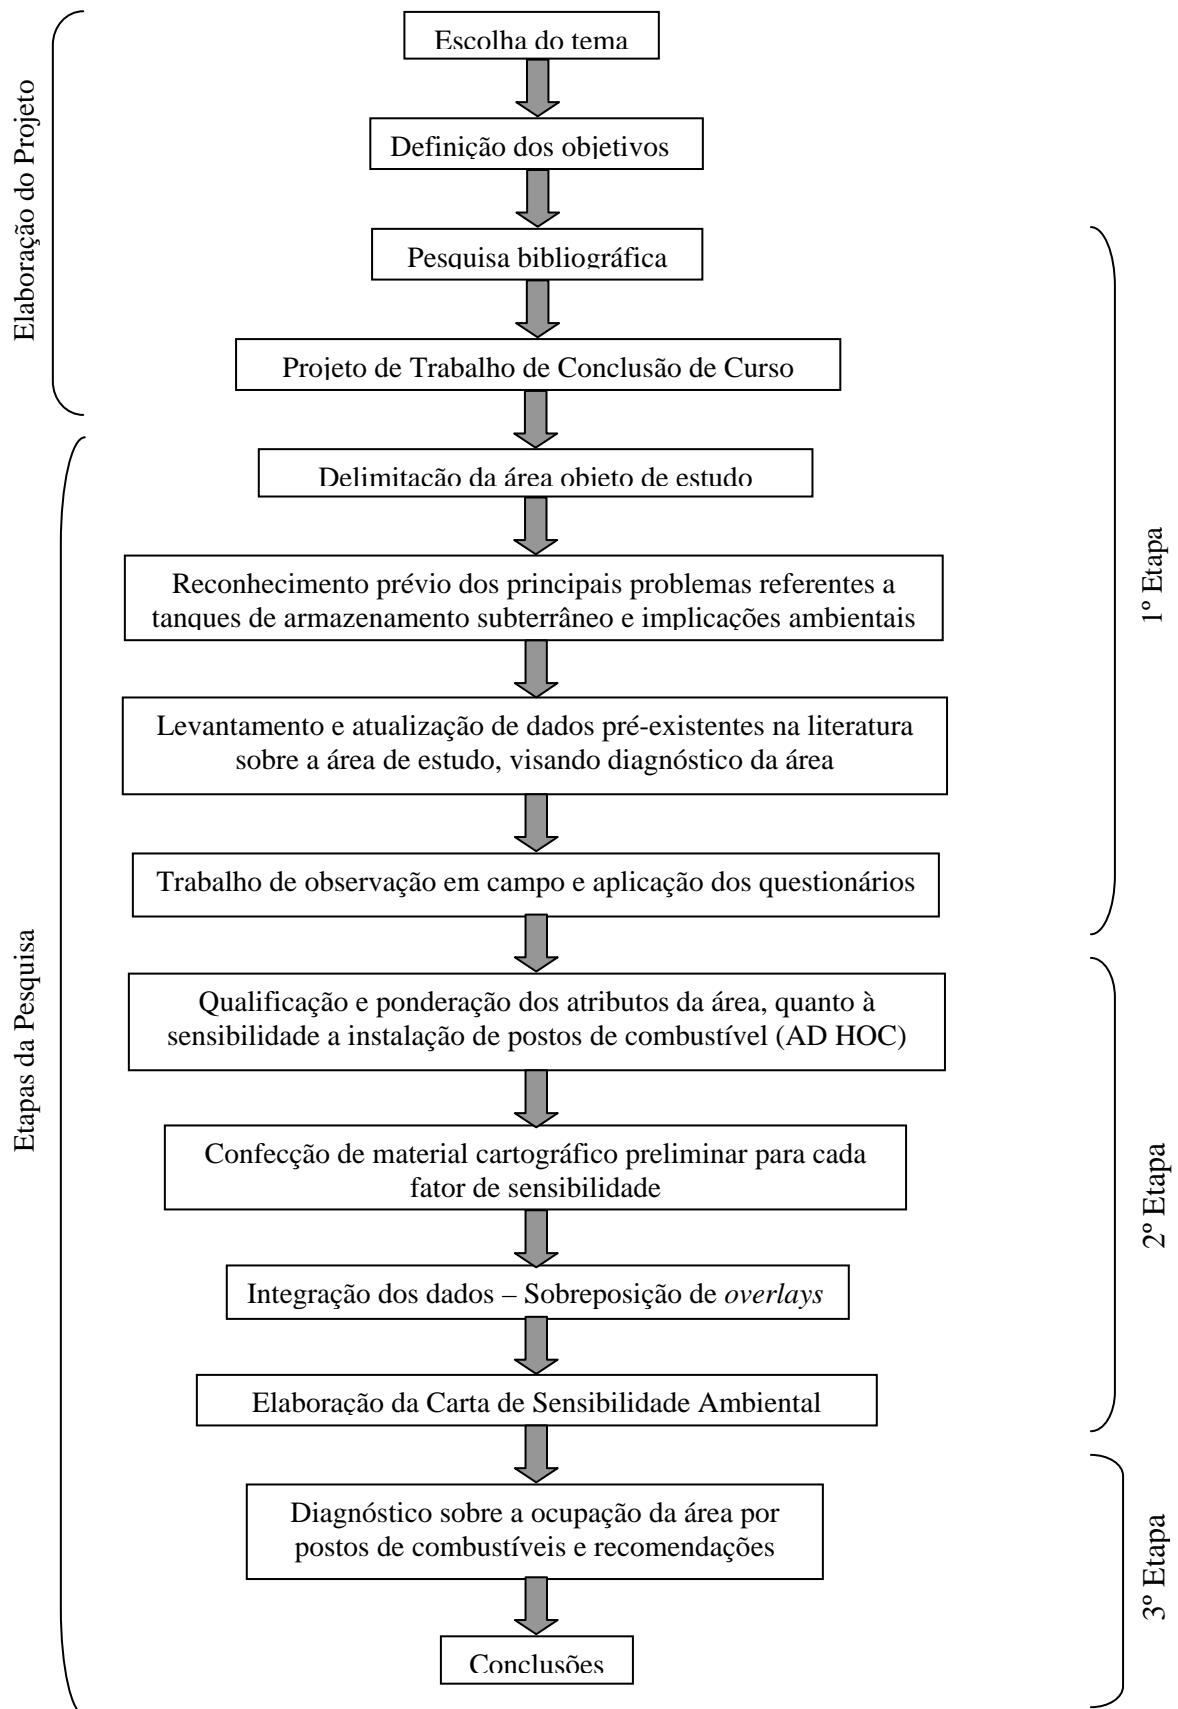 Elaboração do Projeto
Escolha do tema
Definição dos objetivos
Pesquisa bibliográfica
Projeto de Trabalho de Conclusão de Curso
Etapas da Pesquisa
Delimitação da área objeto de estudo
Reconhecimento prévio dos principais problemas referentes a
tanques de armazenamento subterrâneo e implicações ambientais
Levantamento e atualização de dados pré-existentes na literatura
sobre a área de estudo, visando diagnóstico da área
Trabalho de observação em campo e aplicação dos questionários
1º Etapa
Qualificação e ponderação dos atributos da área, quanto à
sensibilidade a instalação de postos de combustível (AD HOC)
Confecção de material cartográfico preliminar para cada
fator de sensibilidade
Integração dos dados – Sobreposição de overlays
Elaboração da Carta de Sensibilidade Ambiental
2º Etapa
Diagnóstico sobre a ocupação da área por
postos de combustíveis e recomendações
Conclusões
3º Etapa